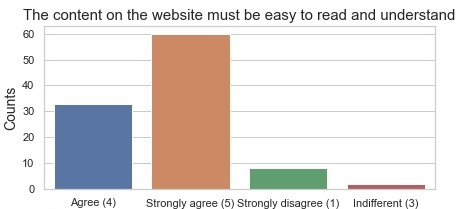 The content on the website must be easy to read and understand
Counts
60
50
40
30
20
10
0
Agree (4) Strongly agree (5) Strongly disagree (1) Indifferent (3)